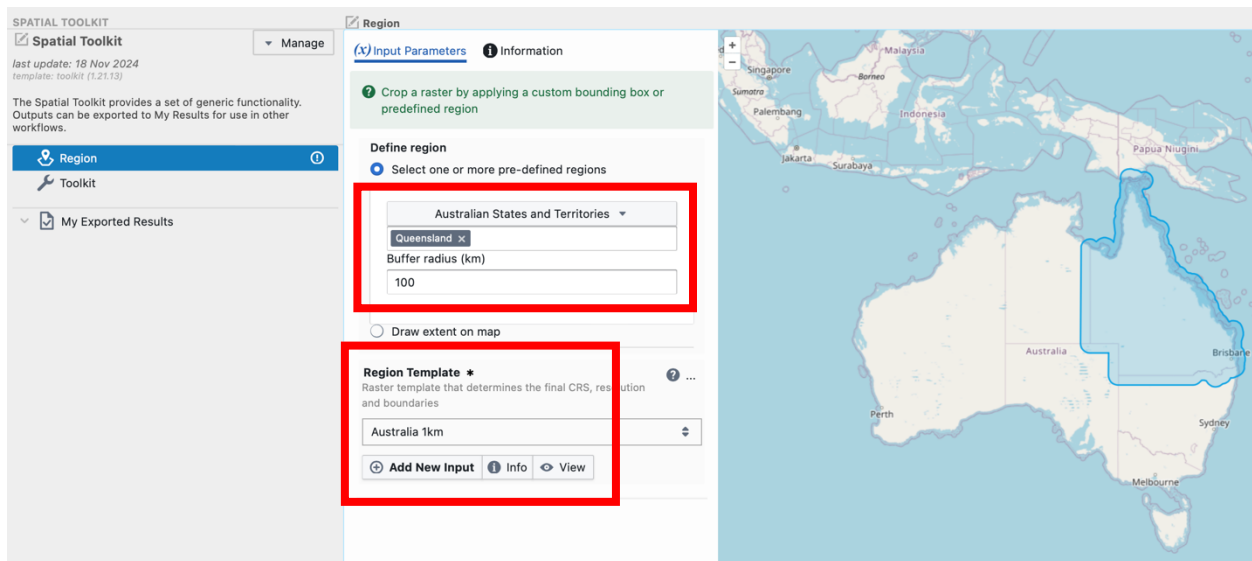 SPATIAL TOOLKIT
Spatial Toolkit
Manage
last update: 18 Nov 2024
template: toolkit (1.21.13)
The Spatial Toolkit provides a set of generic functionality.
Outputs can be exported to My Results for use in other
workflows.
Region
Toolkit
My Exported Results
Region
(x) Input Parameters
Information
Crop a raster by applying a custom bounding box or
predefined region
Define region
Select one or more pre-defined regions
Australian States and Territories
Queensland ×
Buffer radius (km)
100
Draw extent on map
Region Template *
Raster template that determines the final CRS, resolution
and boundaries
? ...
Australia 1km
Add New Input
Info
View
+
−
Malaysia
Singapore
Borneo
Sumatra
Palembang
Indonesia
Jakarta
Surabaya
Papua Niugini
Australia
Brisbane
Perth
Sydney
Melbourne